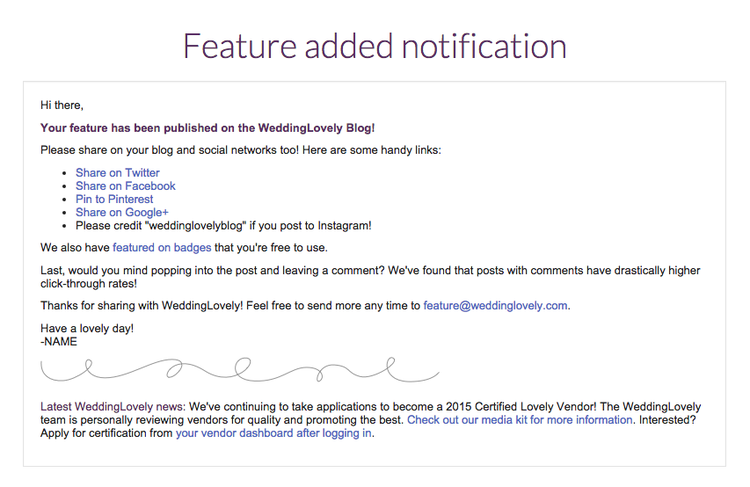 Feature added notification
Hi there,
Your feature has been published on the WeddingLovely Blog!
Please share on your blog and social networks too! Here are some handy links:
• Share on Twitter
• Share on Facebook
• Pin to Pinterest
• Share on Google+
• Please credit "weddinglovelyblog" if you post to Instagram!
We also have featured on badges that you're free to use.
Last, would you mind popping into the post and leaving a comment? We've found that posts with comments have drastically higher
click-through rates!
Thanks for sharing with WeddingLovely! Feel free to send more any time to feature@weddinglovely.com.
Have a lovely day!
-NAME
Latest WeddingLovely news: We've continuing to take applications to become a 2015 Certified Lovely Vendor! The WeddingLovely
team is personally reviewing vendors for quality and promoting the best. Check out our media kit for more information. Interested?
Apply for certification from your vendor dashboard after logging in.